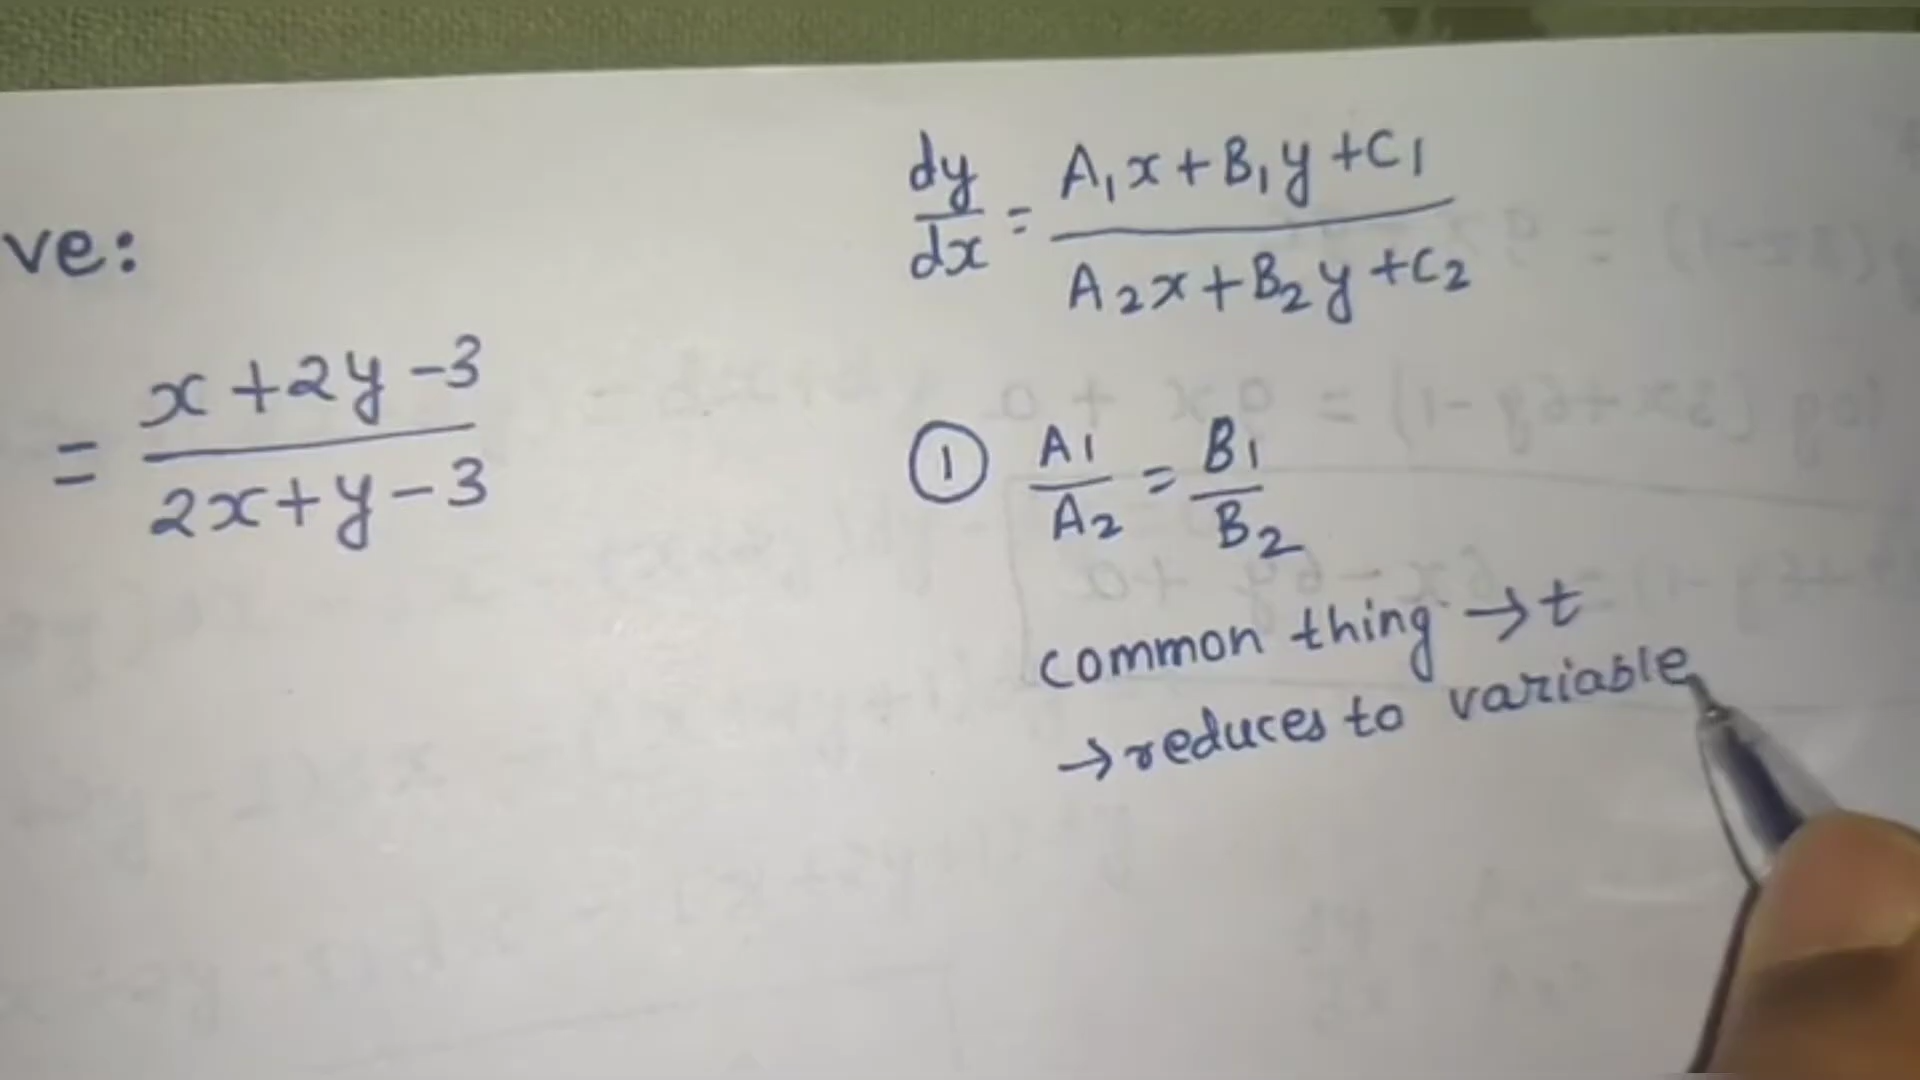 ve:
= x+2y-3
2x+y-3
dy/dx = A₁x+B₁y+C₁
A₂x+B₂y+C₂
① A₁/A₂ = B₁/B₂
common thing → t
→ reduces to variable